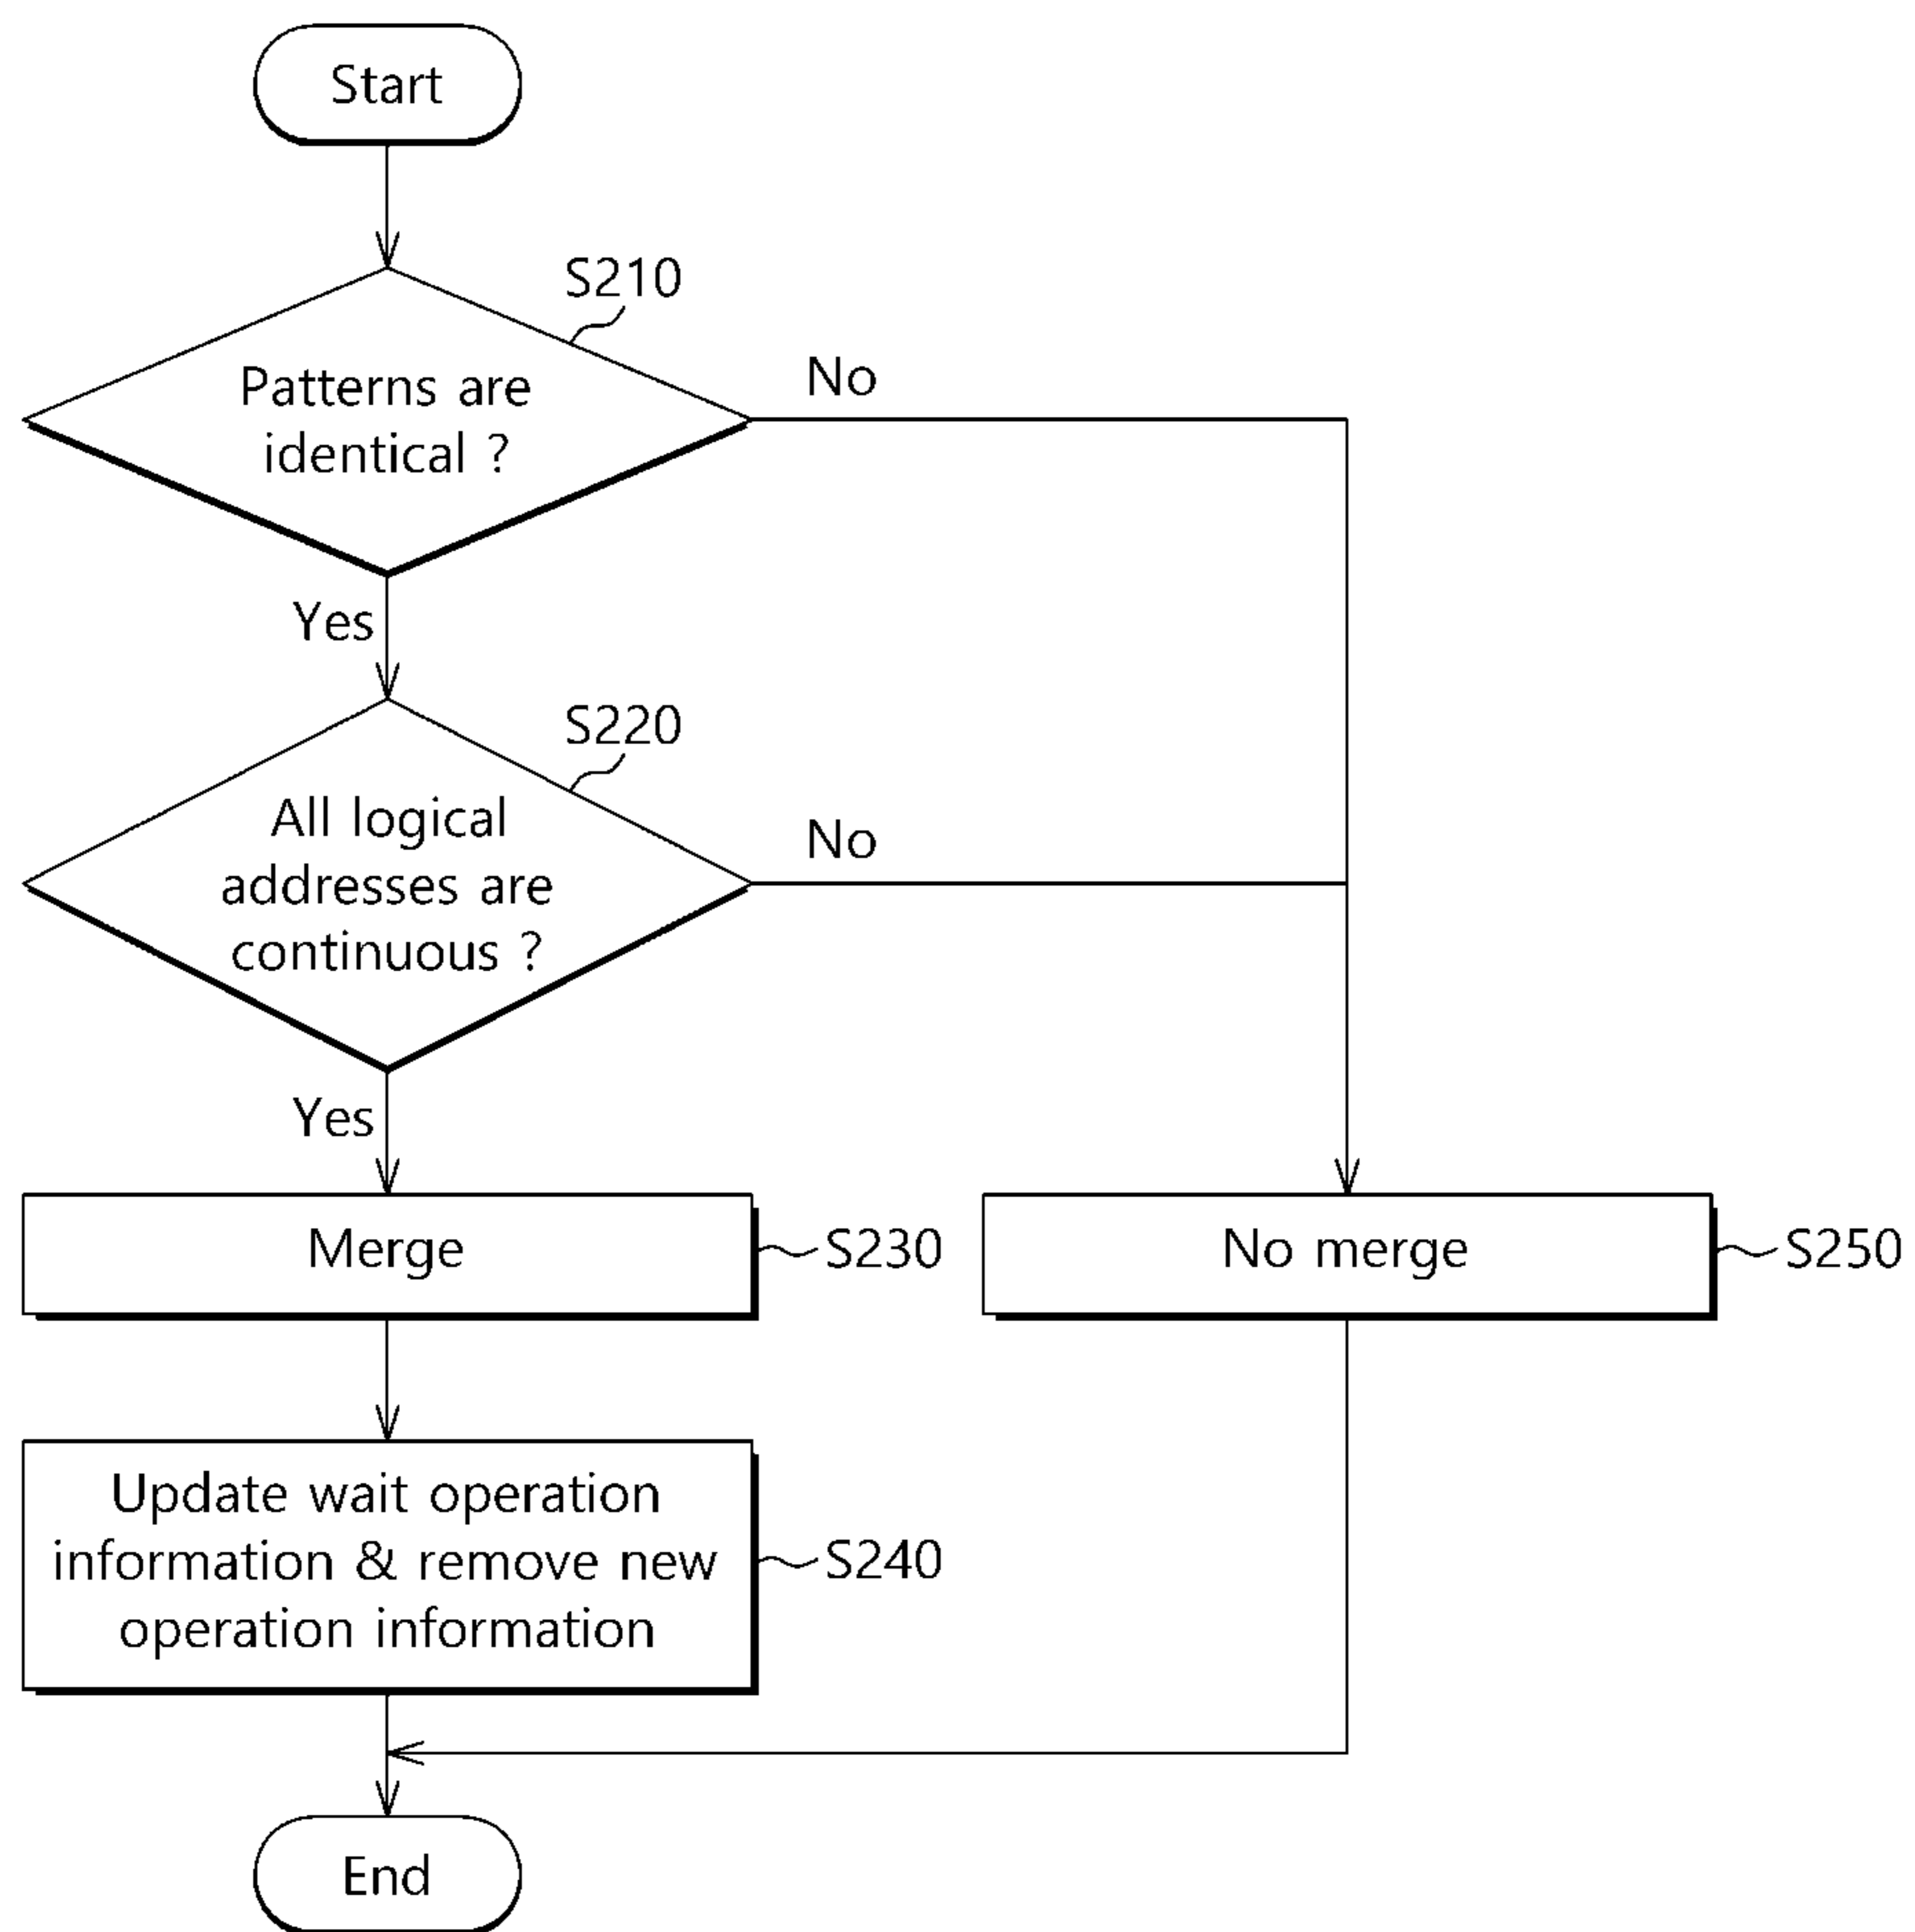 Start
S210
Patterns are
identical ?
No
Yes
S220
All logical
addresses are
continuous ?
No
Yes
Merge
S230
No merge
S250
Update wait operation
information & remove new
operation information
S240
End